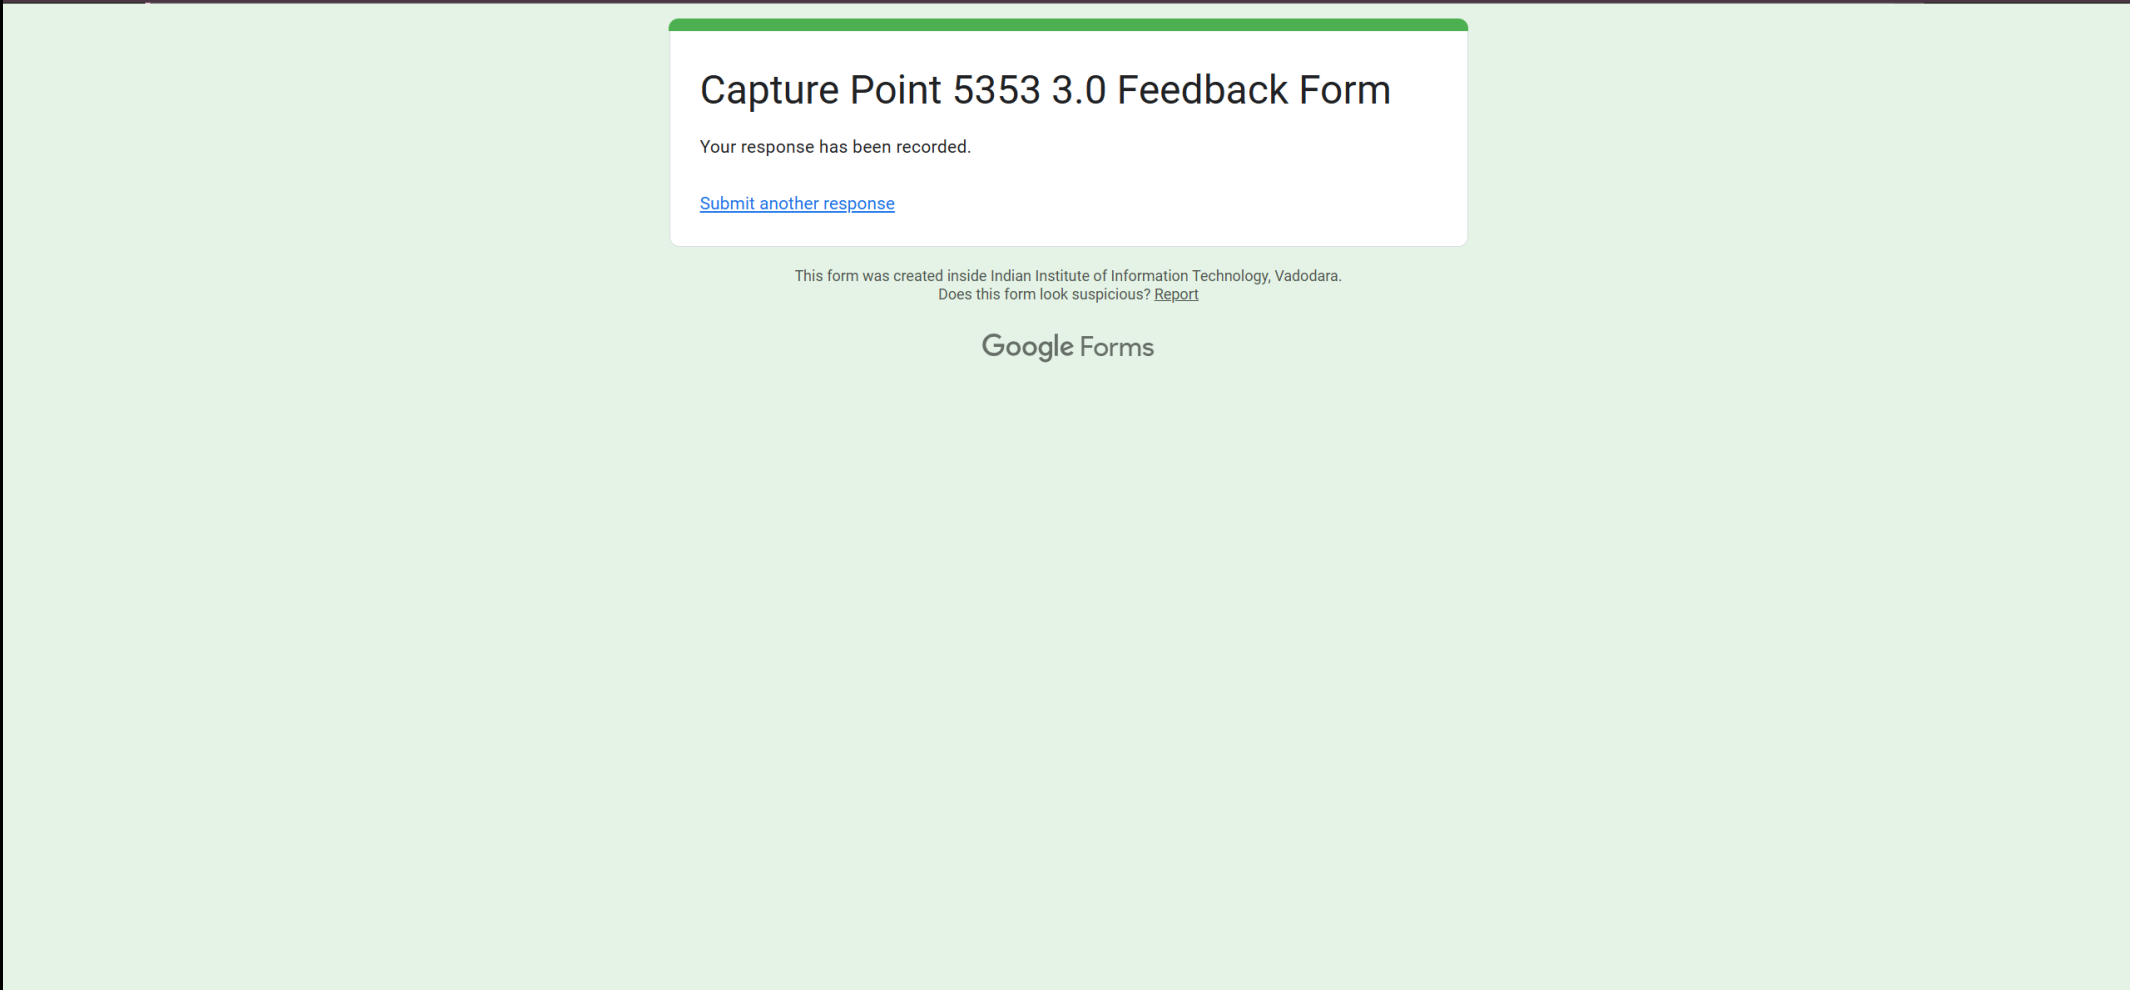 Capture Point 5353 3.0 Feedback Form
Your response has been recorded.
Submit another response
This form was created inside Indian Institute of Information Technology, Vadodara.
Does this form look suspicious? Report
Google Forms